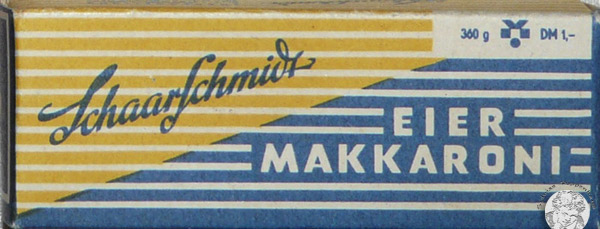 360 g DM 1,-
Schaarschmidt
EIER
MAKKARONI